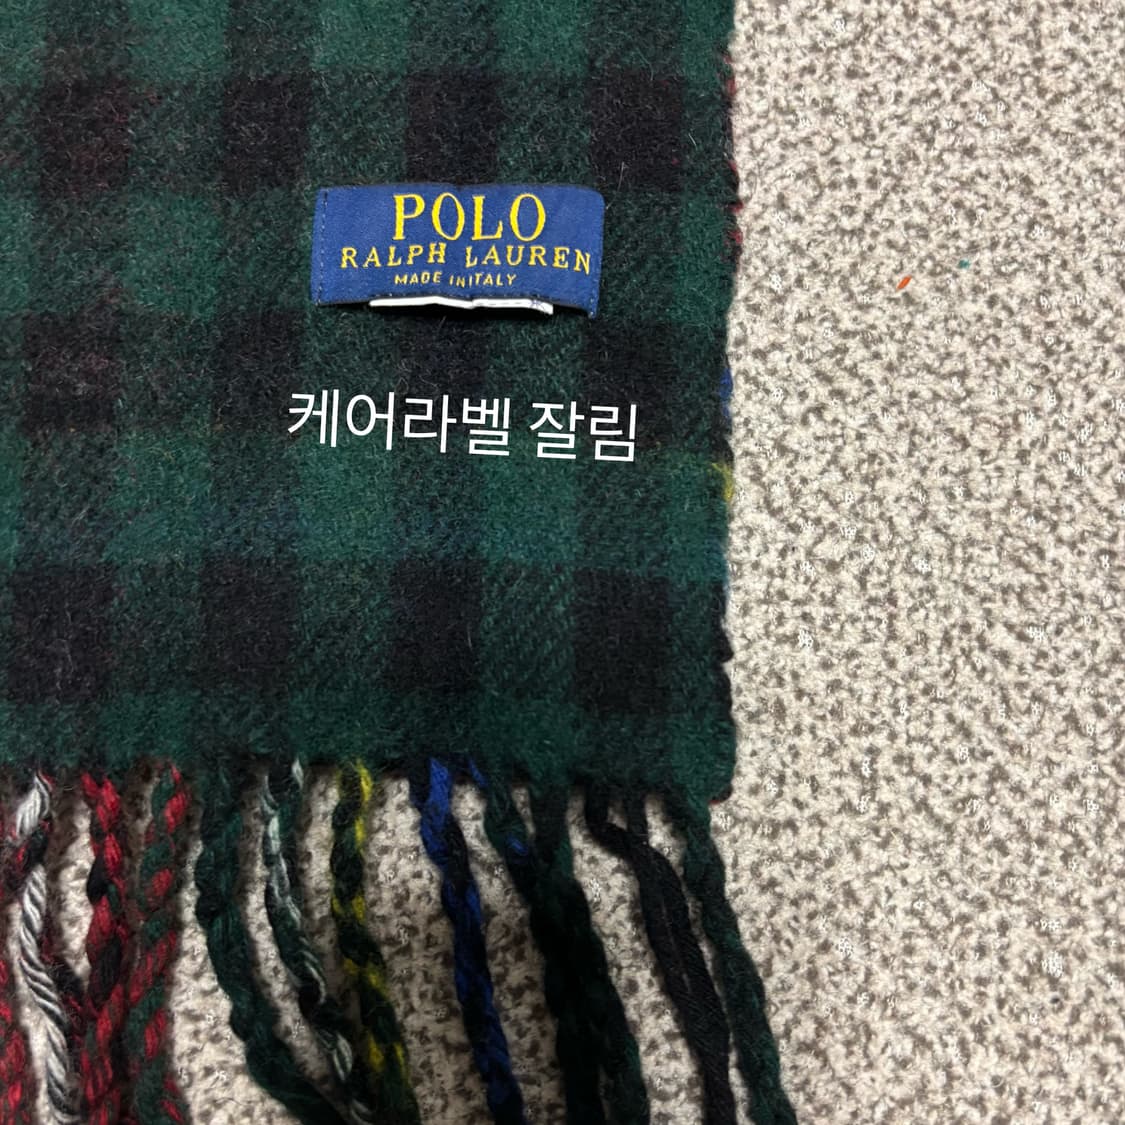 POLO
RALPH LAUREN
MADE IN ITALY
케어라벨 잘림